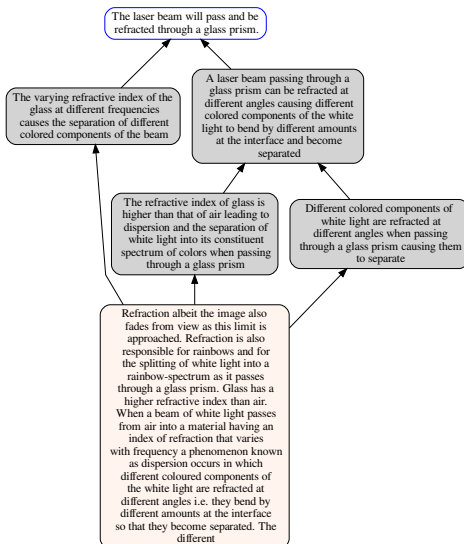 The laser beam will pass and be
refracted through a glass prism.
The varying refractive index of the
glass at different frequencies
causes the separation of different
colored components of the beam
A laser beam passing through a
glass prism can be refracted at
different angles causing different
colored components of the white
light to bend by different amounts
at the interface and become
separated
The refractive index of glass is
higher than that of air leading to
dispersion and the separation of
white light into its constituent
spectrum of colors when passing
through a glass prism
Different colored components of
white light are refracted at
different angles when passing
through a glass prism causing them
to separate
Refraction albeit the image also
fades from view as this limit is
approached. Refraction is also
responsible for rainbows and for
the splitting of white light into a
rainbow-spectrum as it passes
through a glass prism. Glass has a
higher refractive index than air.
When a beam of white light passes
from air into a material having an
index of refraction that varies
with frequency a phenomenon known
as dispersion occurs in which
different coloured components of
the white light are refracted at
different angles i.e. they bend by
different amounts at the interface
so that they become separated. The
different